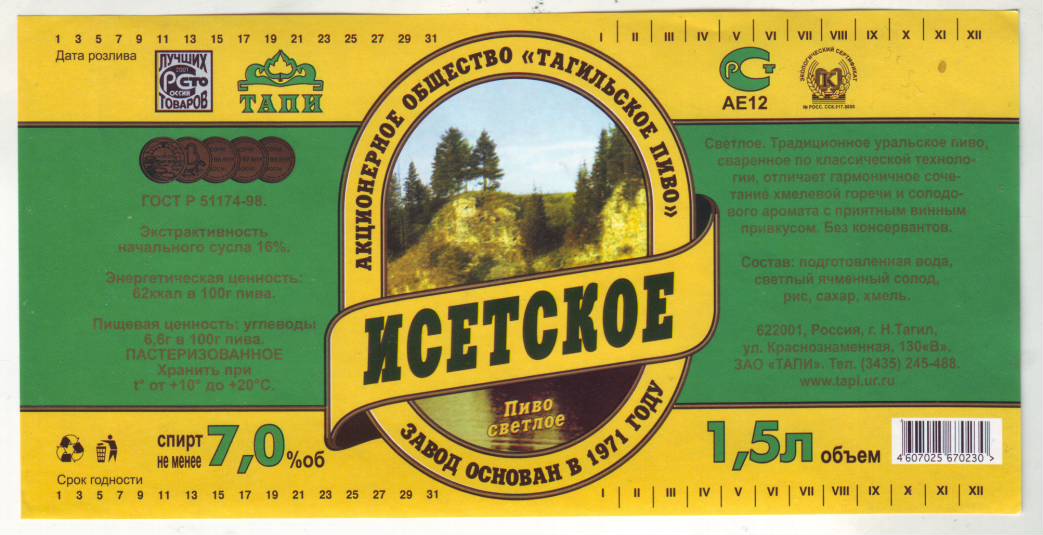 1 3 5 7 9 11 13 15 17 19 21 23 25 27 29 31
Дата розлива
ЛУЧШИХ
2001
РСТО
РОССИИ
ТОВАРОВ
ТАПИ
ГОСТ Р 51174-98.
Экстрактивность
начального сусла 16%.
Энергетическая ценность:
62ккал в 100г пива.
Пищевая ценность: углеводы
6,6г в 100г пива.
ПАСТЕРИЗОВАННОЕ
Хранить при
t° от +10° до +20°С.
спирт
не менее
7,0 %об
Срок годности
1 3 5 7 9 11 13 15 17 19 21 23 25 27 29 31
АКЦИОНЕРНОЕ ОБЩЕСТВО «ТАГИЛЬСКОЕ ПИВО»
ИСЕТСКОЕ
Пиво
светлое
ЗАВОД ОСНОВАН В 1971 ГОДУ
I II III IV V VI VII VIII IX X XI XII
РСТ
АЕ12
ЭКОЛОГИЧЕСКИЙ СЕРТИФИКАТ
Светлое. Традиционное уральское пиво,
сваренное по классической техноло-
гии, отличает гармоничное соче-
тание хмелевой горечи и солодо-
вого аромата с приятным винным
привкусом. Без консервантов.
Состав: подготовленная вода,
светлый ячменный солод,
рис, сахар, хмель.
622001, Россия, г. Н.Тагил,
ул. Краснознаменная, 130«В»,
ЗАО «ТАПИ». Тел. (3435) 245-488.
www.tapi.ur.ru
1,5л объем
4 607025 670230 >
I II III IV V VI VII VIII IX X XI XII